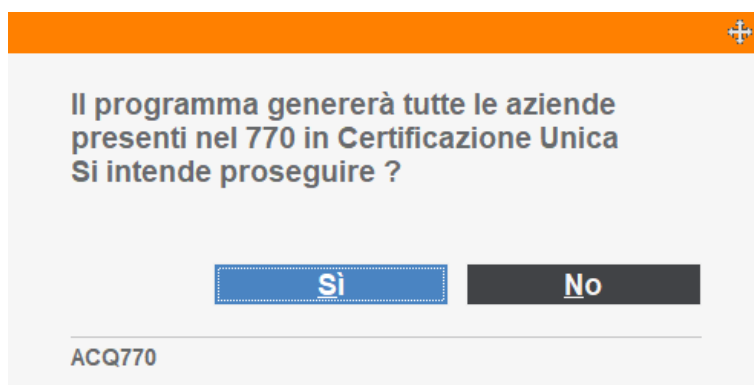 Il programma genererà tutte le aziende
presenti nel 770 in Certificazione Unica
Si intende proseguire ?
Sì
No
ACQ770